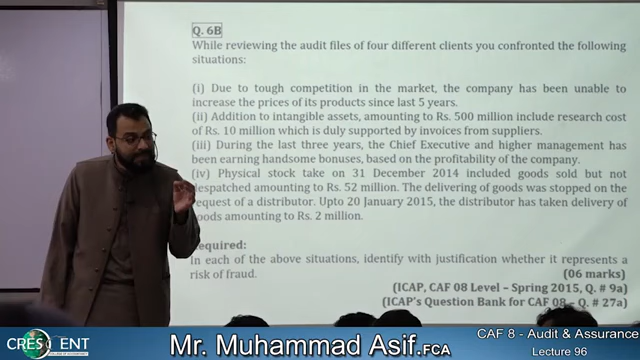 Q. 6B
While reviewing the audit files of four different clients you confronted the following
situations:
(i) Due to tough competition in the market, the company has been unable to
increase the prices of its products since last 5 years.
(ii) Addition to intangible assets, amounting to Rs. 500 million include research cost
of Rs. 10 million which is duly supported by invoices from suppliers.
(iii) During the last three years, the Chief Executive and higher management has
been earning handsome bonuses, based on the profitability of the company.
(iv) Physical stock take on 31 December 2014 included goods sold but not
despatched amounting to Rs. 52 million. The delivering of goods was stopped on the
request of a distributor. Upto 20 January 2015, the distributor has taken delivery of
goods amounting to Rs. 2 million.
Required:
In each of the above situations, identify with justification whether it represents a
risk of fraud. (06 marks)
(ICAP, CAF 08 Level – Spring 2015, Q. # 9a)
(ICAP's Question Bank for CAF 08 – Q. # 27a)
CRESCENT
COLLEGE OF ACCOUNTANCY
Mr. Muhammad Asif.FCA
CAF 8 - Audit & Assurance
Lecture 96